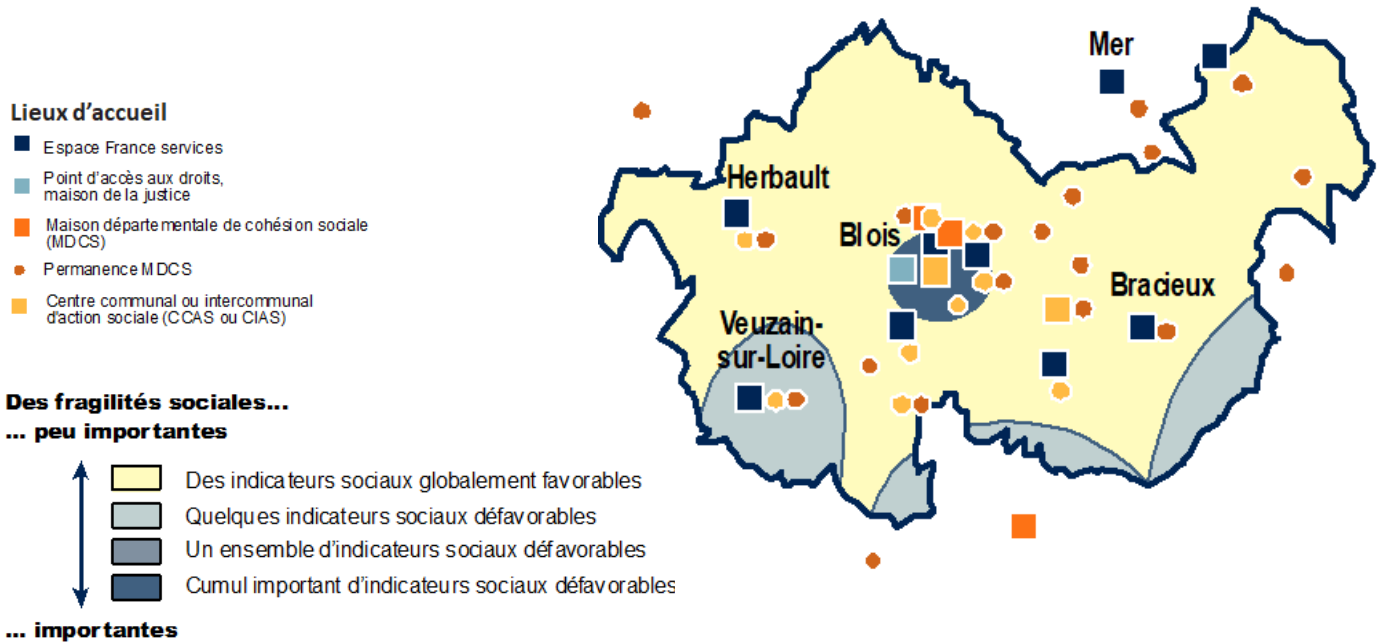 Lieux d'accueil
Espace France services
Point d'accès aux droits,
maison de la justice
Maison départementale de cohésion sociale
(MDCS)
Permanence MDCS
Centre communal ou intercommunal
d'action sociale (CCAS ou CIAS)
Des fragilités sociales...
... peu importantes
Des indicateurs sociaux globalement favorables
Quelques indicateurs sociaux défavorables
Un ensemble d'indicateurs sociaux défavorables
Cumul important d'indicateurs sociaux défavorables
... importantes
Mer
Herbault
Blois
Bracieux
Veuzain-
sur-Loire